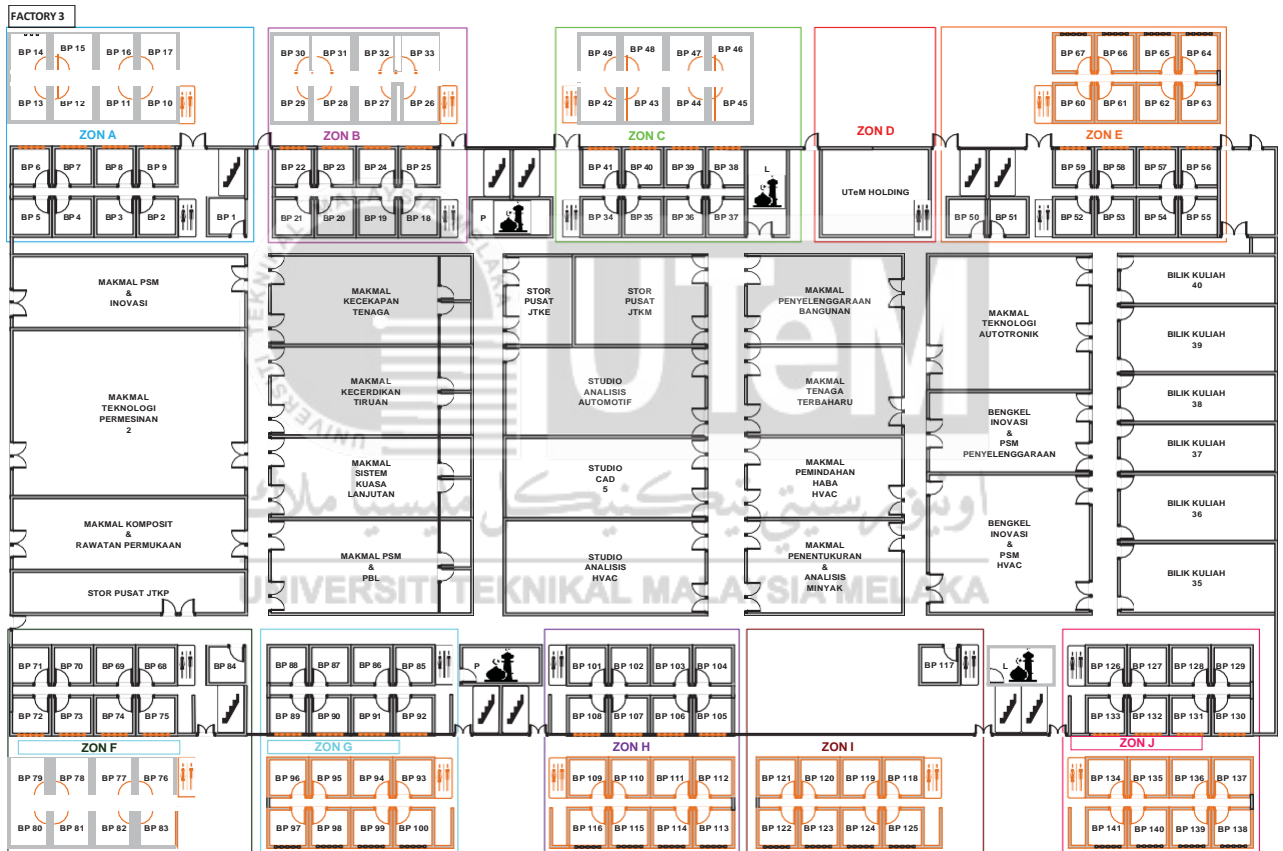 FACTORY 3
BP 14 BP 15 BP 16 BP 17
BP 13 BP 12 BP 11 BP 10
ZON A
BP 6 BP 7 BP 8 BP 9
BP 5 BP 4 BP 3 BP 2 BP 1
BP 30 BP 31 BP 32 BP 33
BP 29 BP 28 BP 27 BP 26
ZON B
BP 22 BP 23 BP 24 BP 25
BP 21 BP 20 BP 19 BP 18
P
BP 49 BP 48 BP 47 BP 46
BP 42 BP 43 BP 44 BP 45
ZON C
BP 41 BP 40 BP 39 BP 38
L
BP 34 BP 35 BP 36 BP 37
ZON D
UTeM HOLDING
BP 67 BP 66 BP 65 BP 64
BP 60 BP 61 BP 62 BP 63
ZON E
BP 59 BP 58 BP 57 BP 56
BP 50 BP 51 BP 52 BP 53 BP 54 BP 55
MAKMAL PSM
&
INOVASI
MAKMAL
TEKNOLOGI
PERMESINAN
2
MAKMAL KOMPOSIT
&
RAWATAN PERMUKAAN
STOR PUSAT JTKP
MAKMAL
KECEKAPAN
TENAGA
MAKMAL
KECERDIKAN
TIRUAN
MAKMAL
SISTEM
KUASA
LANJUTAN
MAKMAL PSM
&
PBL
STOR
PUSAT
JTKE
STOR
PUSAT
JTKM
STUDIO
ANALISIS
AUTOMOTIF
STUDIO
CAD
5
STUDIO
ANALISIS
HVAC
MAKMAL
PENYELENGGARAAN
BANGUNAN
MAKMAL
TENAGA
TERBAHARU
MAKMAL
PEMINDAHAN
HABA
HVAC
MAKMAL
PENENTUKURAN
&
ANALISIS
MINYAK
MAKMAL
TEKNOLOGI
AUTOTRONIK
BENGKEL
INOVASI
&
PSM
PENYELENGGARAAN
BENGKEL
INOVASI
&
PSM
HVAC
BILIK KULIAH
40
BILIK KULIAH
39
BILIK KULIAH
38
BILIK KULIAH
37
BILIK KULIAH
36
BILIK KULIAH
35
UNIVERSITI TEKNIKAL MALAYSIA MELAKA
UTeM
اونيۏرسيتي تيكنيكل مليسيا ملاك
UNIVERSITI TEKNIKAL MALAYSIA MELAKA
BP 71 BP 70 BP 69 BP 68 BP 84
BP 72 BP 73 BP 74 BP 75
ZON F
BP 79 BP 78 BP 77 BP 76
BP 80 BP 81 BP 82 BP 83
BP 88 BP 87 BP 86 BP 85
P
BP 89 BP 90 BP 91 BP 92
ZON G
BP 96 BP 95 BP 94 BP 93
BP 97 BP 98 BP 99 BP 100
BP 101 BP 102 BP 103 BP 104
BP 108 BP 107 BP 106 BP 105
ZON H
BP 109 BP 110 BP 111 BP 112
BP 116 BP 115 BP 114 BP 113
BP 117
L
ZON I
BP 121 BP 120 BP 119 BP 118
BP 122 BP 123 BP 124 BP 125
BP 126 BP 127 BP 128 BP 129
BP 133 BP 132 BP 131 BP 130
ZON J
BP 134 BP 135 BP 136 BP 137
BP 141 BP 140 BP 139 BP 138